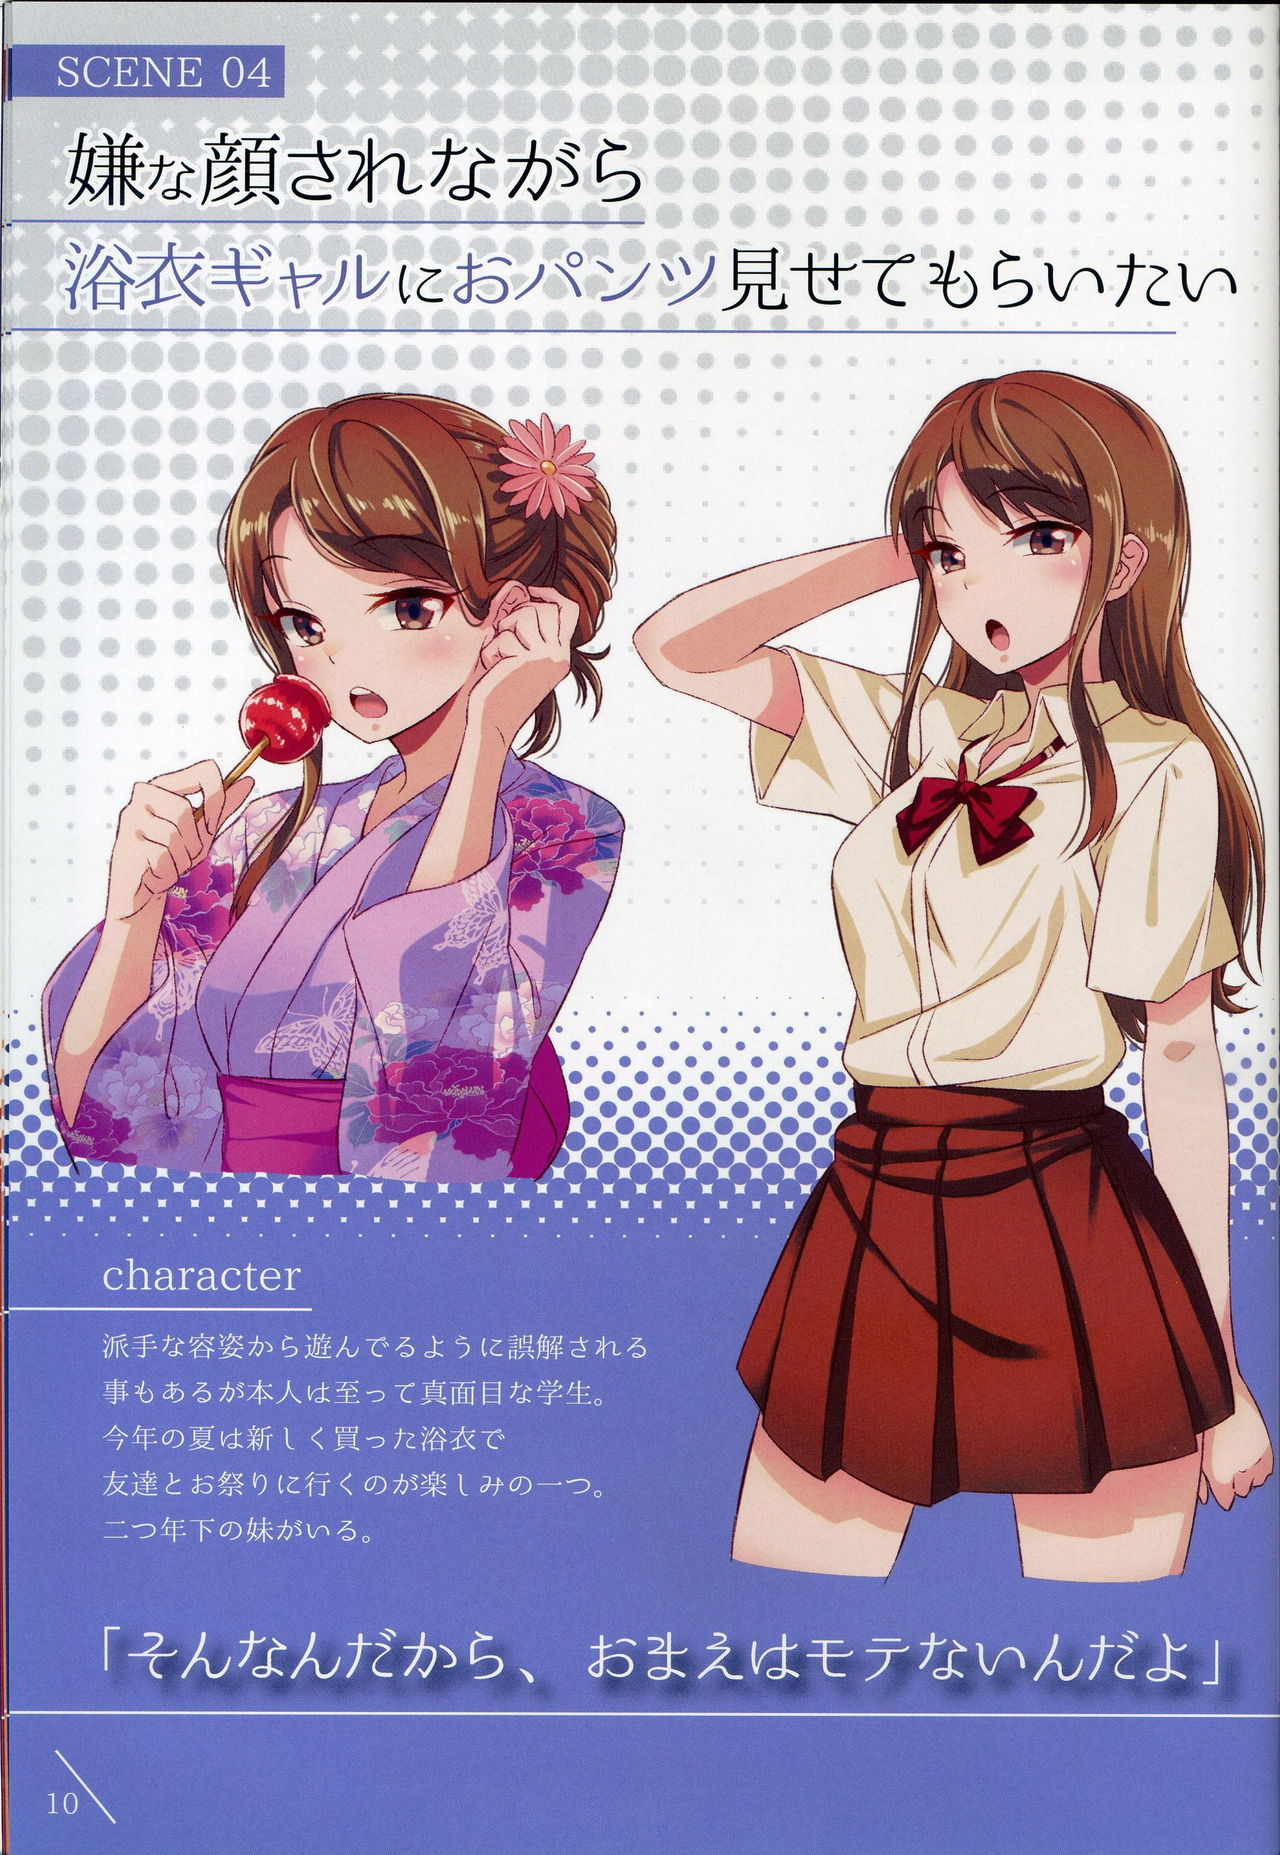 SCENE 04
嫌な顔されながら
浴衣ギャルにおパンツ見せてもらいたい
character
派手な容姿から遊んでるように誤解される
事もあるが本人は至って真面目な学生。
今年の夏は新しく買った浴衣で
友達とお祭りに行くのが楽しみの一つ。
二つ年下の妹がいる。
「そんなんだから、おまえはモテないんだよ」
10